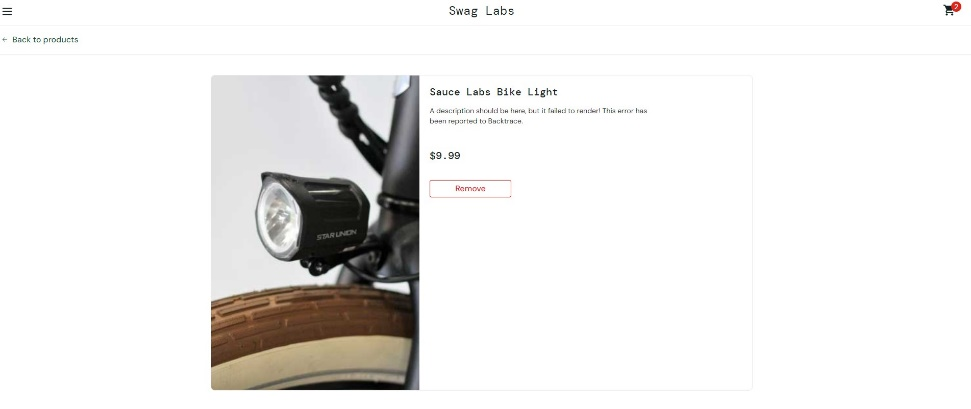 Swag Labs
2
← Back to products
Sauce Labs Bike Light
A description should be here, but it failed to render! This error has
been reported to Backtrace.
$9.99
Remove
STAR UNION